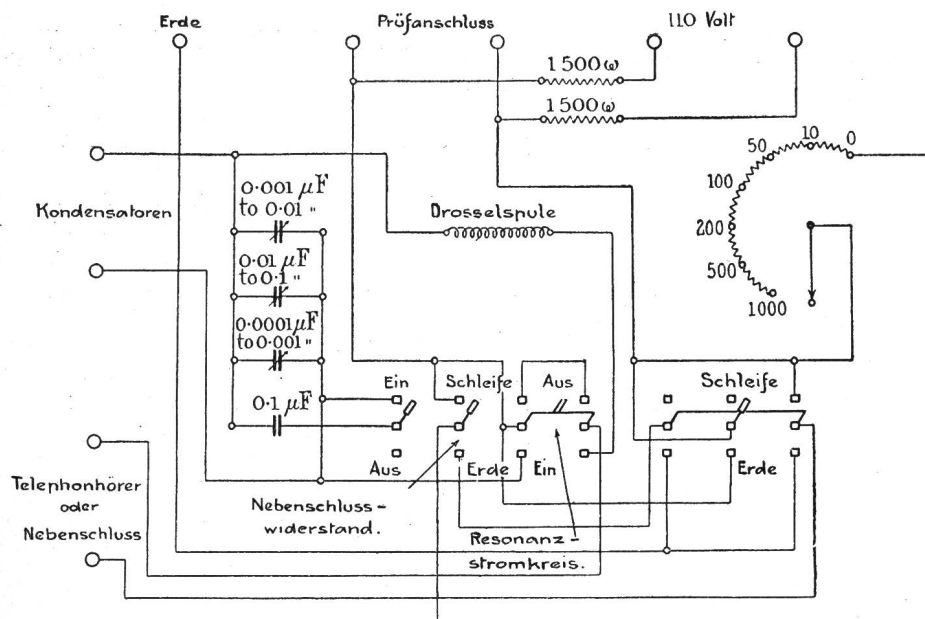 Erde
Prüfanschluss
110 Volt
1500 ω
1500 ω
0
10
50
100
200
500
1000
Kondensatoren
0·001 μF
to 0·01 "
Drosselspule
0·01 μF
to 0·1 "
0·0001 μF
to 0·001 "
0·1 μF
Ein
Schleife
Aus
Schleife
Aus
Erde
Ein
Erde
Telephonhörer
oder
Nebenschluss
Nebenschluss-
widerstand.
Resonanz-
stromkreis.